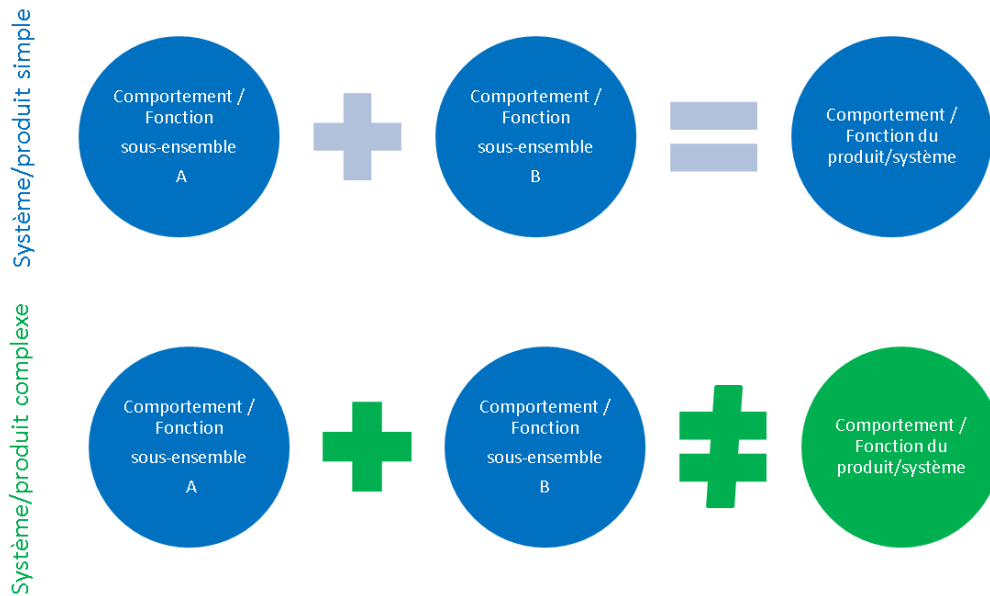 Système/produit simple
Comportement /
Fonction
sous-ensemble
A
Comportement /
Fonction
sous-ensemble
B
Comportement /
Fonction du
produit/système
Système/produit complexe
Comportement /
Fonction
sous-ensemble
A
Comportement /
Fonction
sous-ensemble
B
Comportement /
Fonction du
produit/système